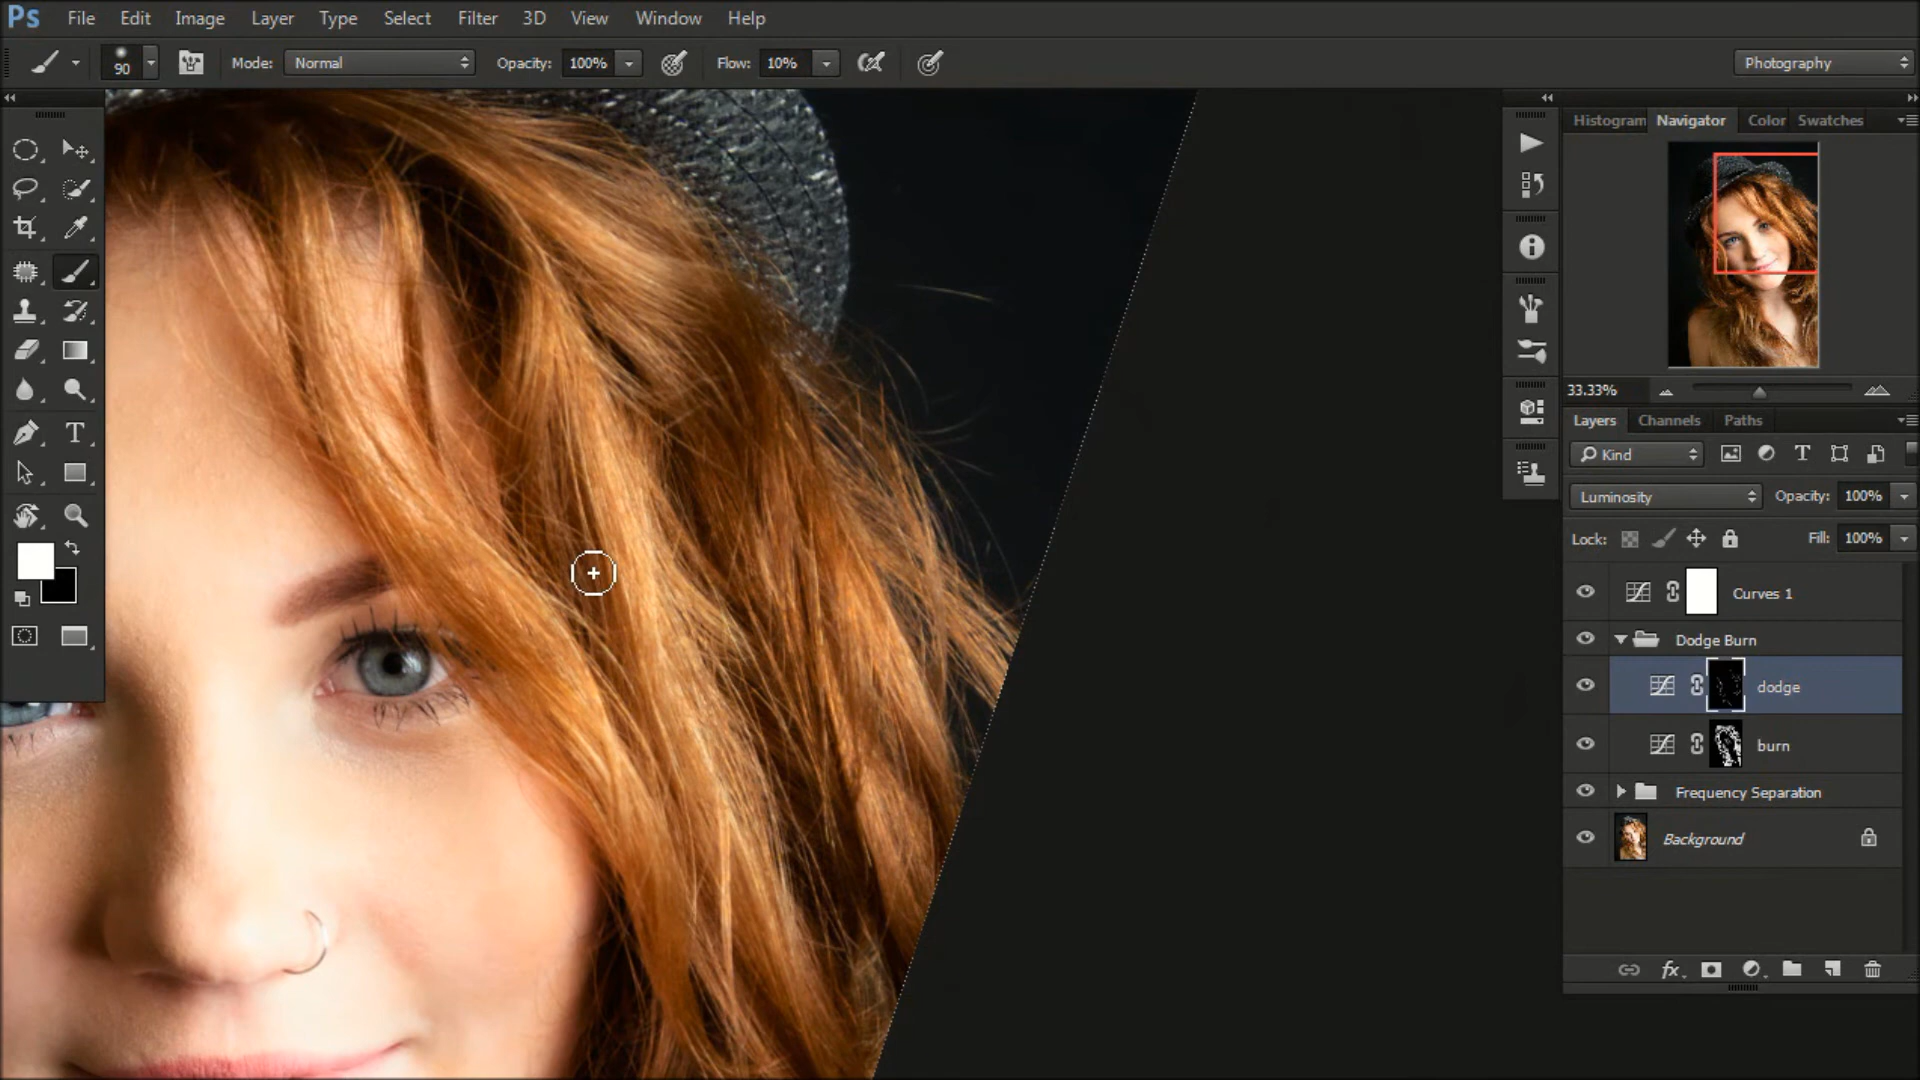 Ps File Edit Image Layer Type Select Filter 3D View Window Help
90 Mode: Normal Opacity: 100% Flow: 10% Photography
Histogram Navigator Color Swatches
33.33%
Layers Channels Paths
Kind T
Luminosity Opacity: 100%
Lock: Fill: 100%
Curves 1
Dodge Burn
dodge
burn
Frequency Separation
Background
fx
T